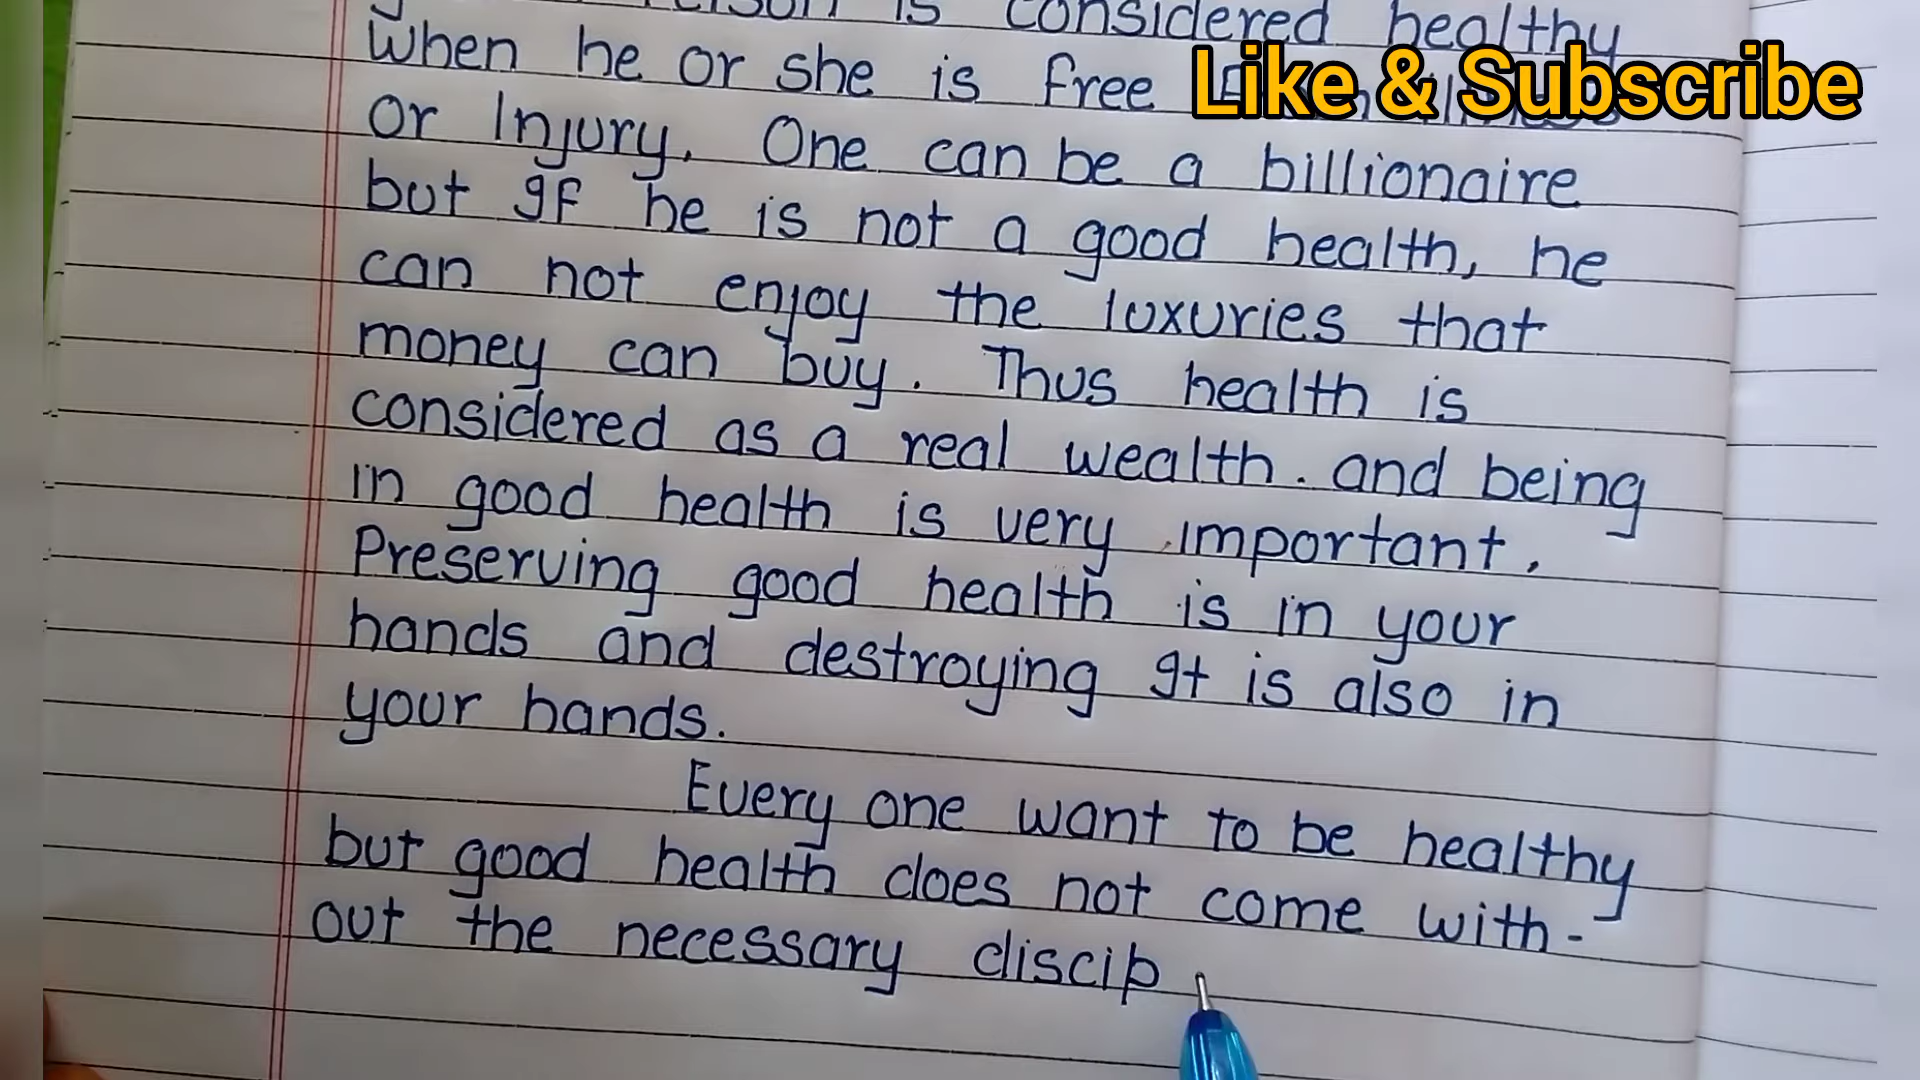 is considered healthy
Like & Subscribe
when he or she is free
or Injury. One can be a billionaire
but If he is not a good health, he
can not enjoy the luxuries that
money can buy. Thus health is
considered as a real wealth. and being
in good health is very important.
Preserving good health is in your
hands and destroying It is also in
your hands.
Every one want to be healthy
but good health does not come with-
out the necessary discip